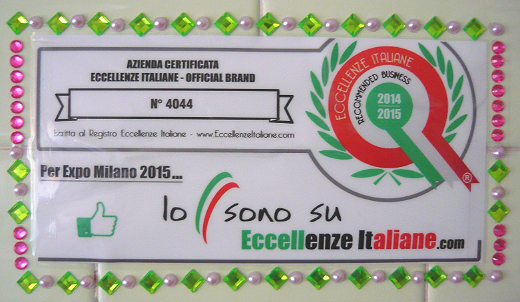 AZIENDA CERTIFICATA
ECCELLENZE ITALIANE - OFFICIAL BRAND
N° 4044
Iscritta al Registro Eccellenze Italiane - www.EccellenzeItaliane.com
ECCELLENZE ITALIANE
RECOMMENDED BUSINESS
2014
2015
®
Per Expo Milano 2015...
Io sono su
Eccellenze Italiane.com